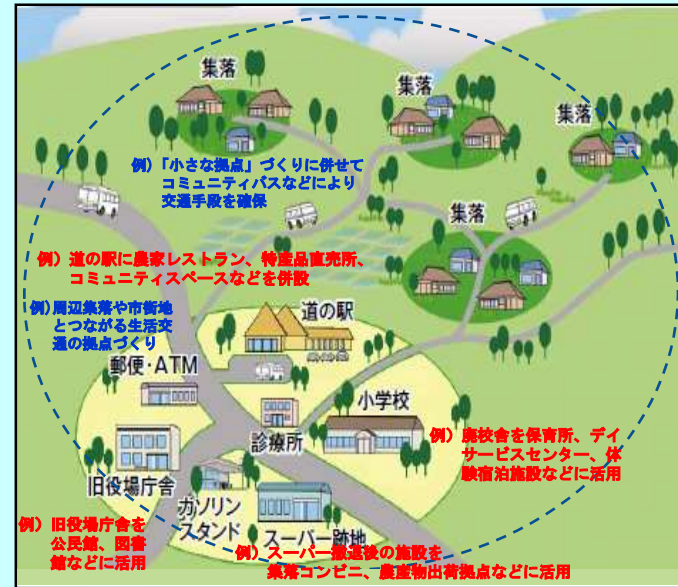 集落
集落
集落
例）「小さな拠点」づくりに併せて
コミュニティバスなどにより
交通手段を確保
集落
例）道の駅に農家レストラン、特産品直売所、
コミュニティスペースなどを併設
例）周辺集落や市街地
とつながる生活交
通の拠点づくり
道の駅
郵便・ATM
小学校
診療所
例）廃校舎を保育所、デイ
サービスセンター、体
験宿泊施設などに活用
旧役場庁舎
ガソリン
スタンド
スーパー跡地
例）旧役場庁舎を
公民館、図書
館などに活用
例）スーパー撤退後の施設を
集落コンビニ、農産物出荷拠点などに活用